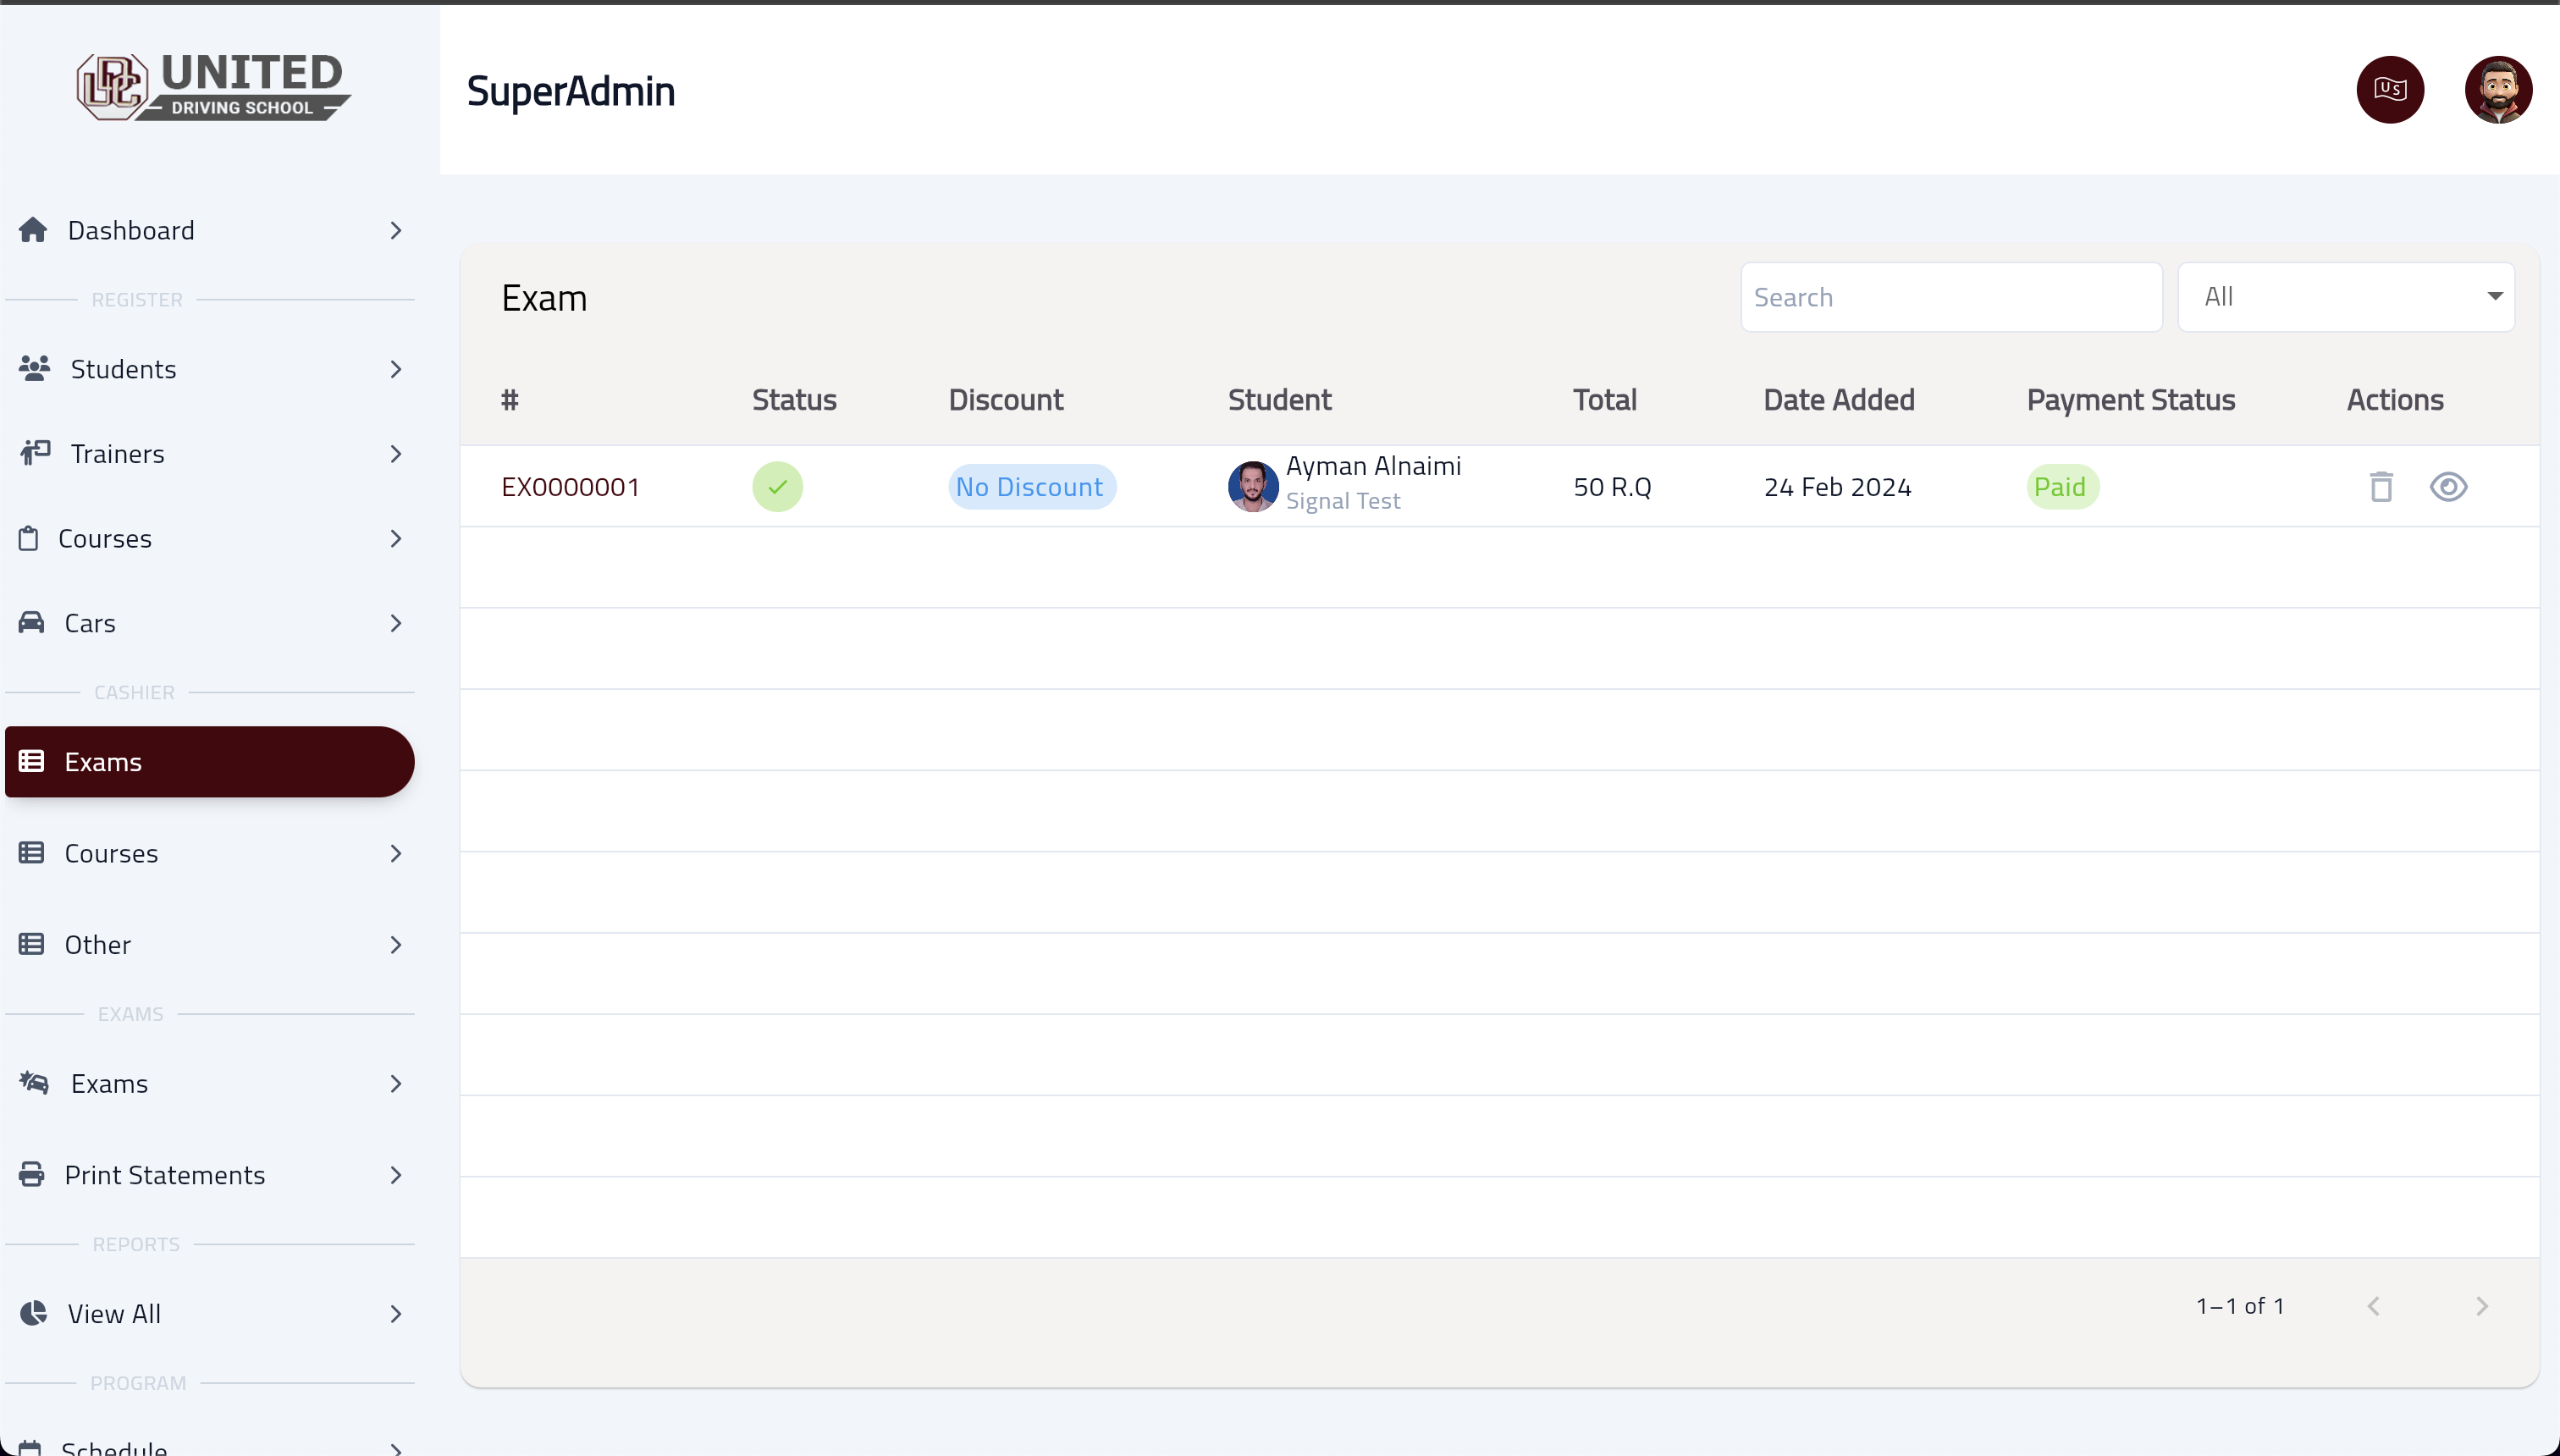 UNITED
DRIVING SCHOOL
SuperAdmin
US
Dashboard
REGISTER
Students
Trainers
Courses
Cars
CASHIER
Exams
Courses
Other
EXAMS
Exams
Print Statements
REPORTS
View All
PROGRAM
Schedule
Exam
Search
All
# Status Discount Student Total Date Added Payment Status Actions
EX0000001 No Discount Ayman Alnaimi 50 R.Q 24 Feb 2024 Paid
Signal Test
1–1 of 1